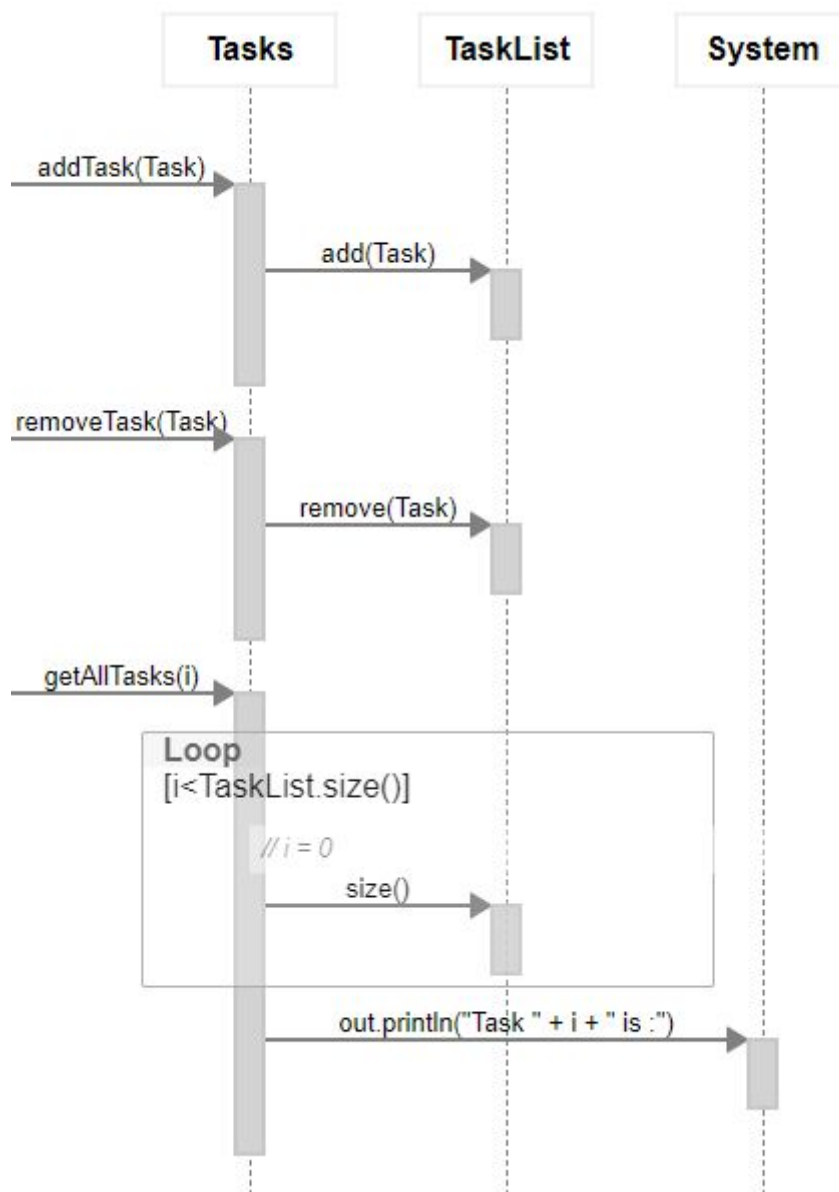 Tasks
TaskList
System
addTask(Task)
add(Task)
removeTask(Task)
remove(Task)
getAllTasks(i)
Loop
[i<TaskList.size()]
// i = 0
size()
out.println("Task " + i + " is :")